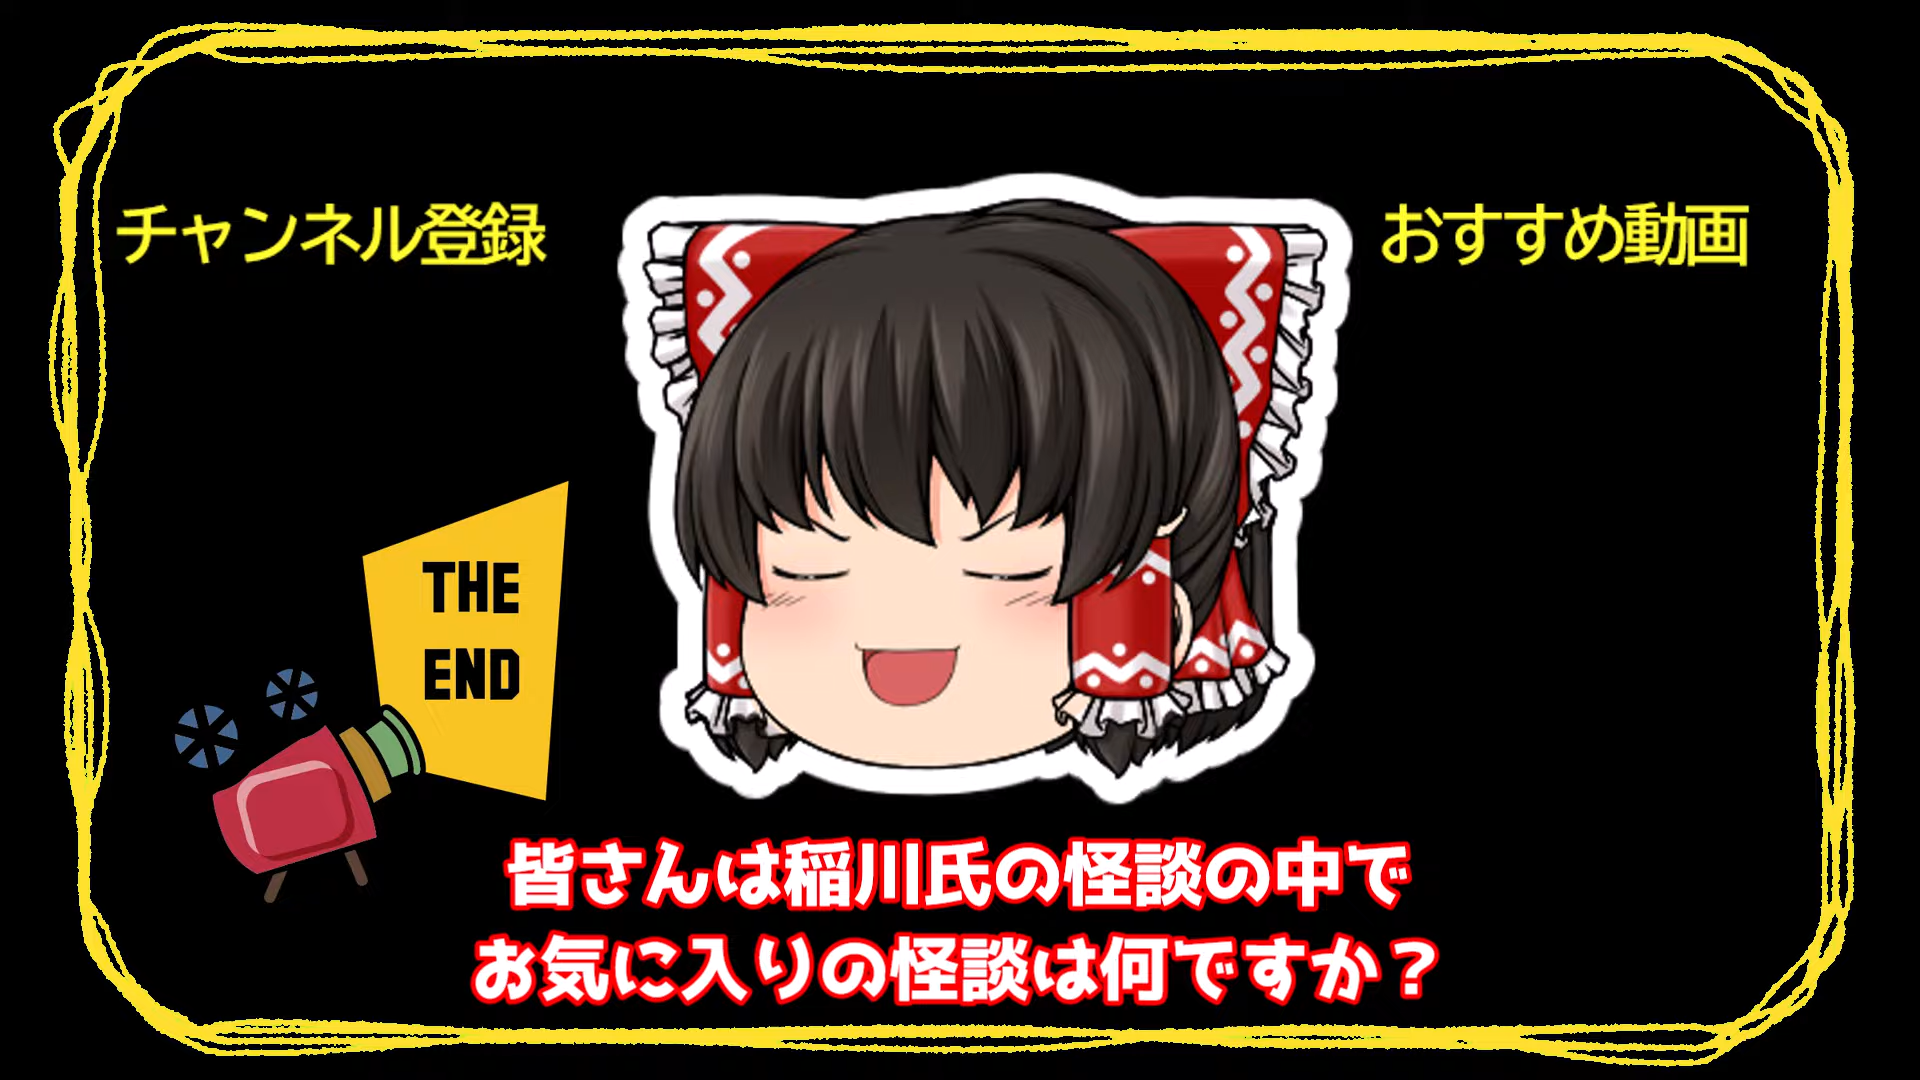 チャンネル登録
おすすめ動画
THE
END
皆さんは稲川氏の怪談の中で
お気に入りの怪談は何ですか？